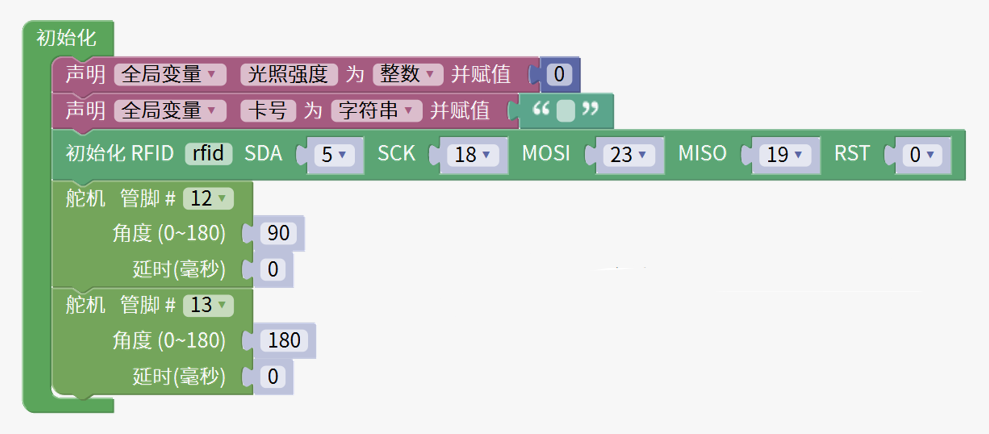 初始化
声明 全局变量 光照强度 为 整数 并赋值 0
声明 全局变量 卡号 为 字符串 并赋值 “ ”
初始化 RFID rfid SDA 5 SCK 18 MOSI 23 MISO 19 RST 0
舵机 管脚 # 12
角度 (0~180) 90
延时(毫秒) 0
舵机 管脚 # 13
角度 (0~180) 180
延时(毫秒) 0